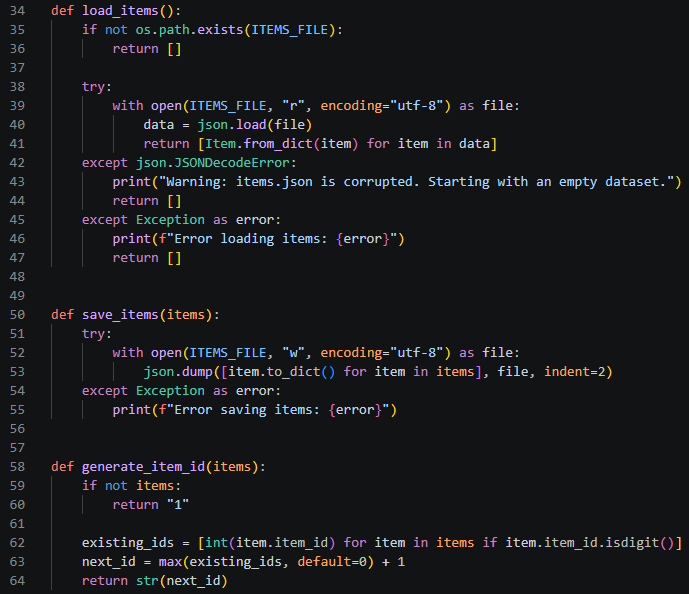 34 def load_items():
35     if not os.path.exists(ITEMS_FILE):
36         return []
37
38     try:
39         with open(ITEMS_FILE, "r", encoding="utf-8") as file:
40             data = json.load(file)
41             return [Item.from_dict(item) for item in data]
42     except json.JSONDecodeError:
43         print("Warning: items.json is corrupted. Starting with an empty dataset.")
44         return []
45     except Exception as error:
46         print(f"Error loading items: {error}")
47         return []
48
49
50 def save_items(items):
51     try:
52         with open(ITEMS_FILE, "w", encoding="utf-8") as file:
53             json.dump([item.to_dict() for item in items], file, indent=2)
54     except Exception as error:
55         print(f"Error saving items: {error}")
56
57
58 def generate_item_id(items):
59     if not items:
60         return "1"
61
62     existing_ids = [int(item.item_id) for item in items if item.item_id.isdigit()]
63     next_id = max(existing_ids, default=0) + 1
64     return str(next_id)